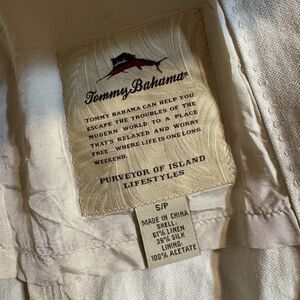 Tommy Bahama®
TOMMY BAHAMA CAN HELP YOU
ESCAPE THE TROUBLES OF THE
MODERN WORLD TO A PLACE
THAT'S RELAXED AND WORRY
FREE...WHERE LIFE IS ONE LONG
WEEKEND.
PURVEYOR OF ISLAND
LIFESTYLES
S/P
MADE IN CHINA
SHELL:
61% LINEN
39% SILK
LINING:
100% ACETATE